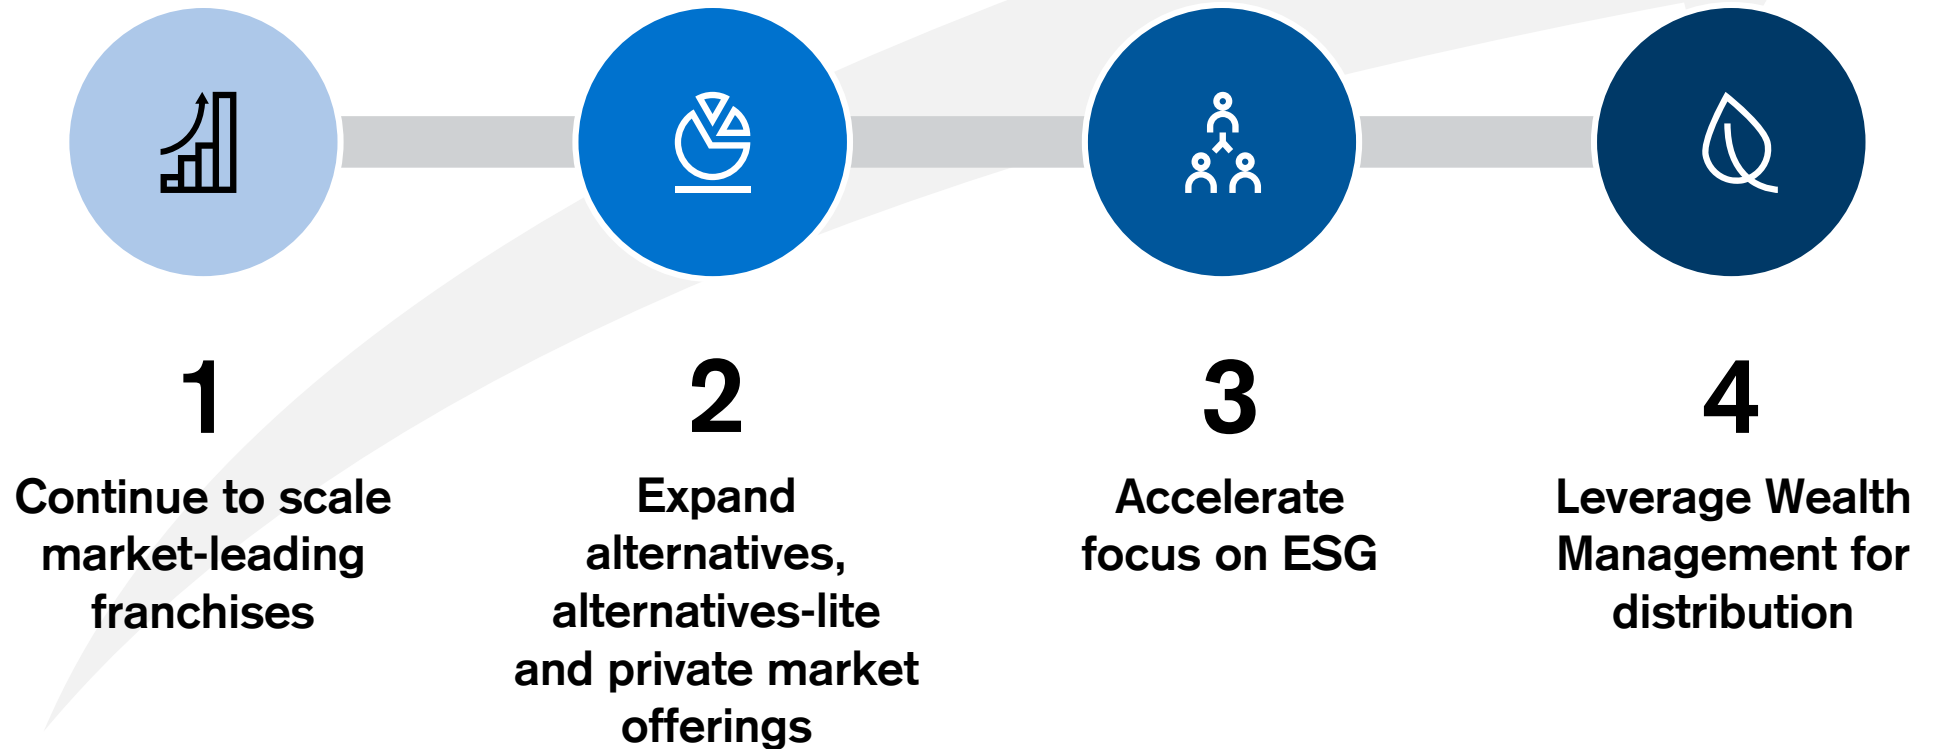 1
Continue to scale
market-leading
franchises
2
Expand
alternatives,
alternatives-lite
and private market
offerings
3
Accelerate
focus on ESG
4
Leverage Wealth
Management for
distribution